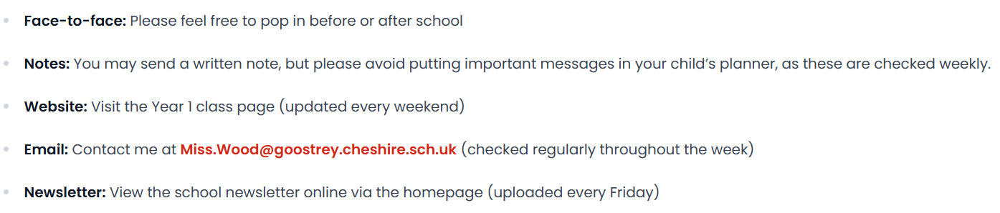 Face-to-face: Please feel free to pop in before or after school
Notes: You may send a written note, but please avoid putting important messages in your child’s planner, as these are checked weekly.
Website: Visit the Year 1 class page (updated every weekend)
Email: Contact me at Miss.Wood@goostrey.cheshire.sch.uk (checked regularly throughout the week)
Newsletter: View the school newsletter online via the homepage (uploaded every Friday)